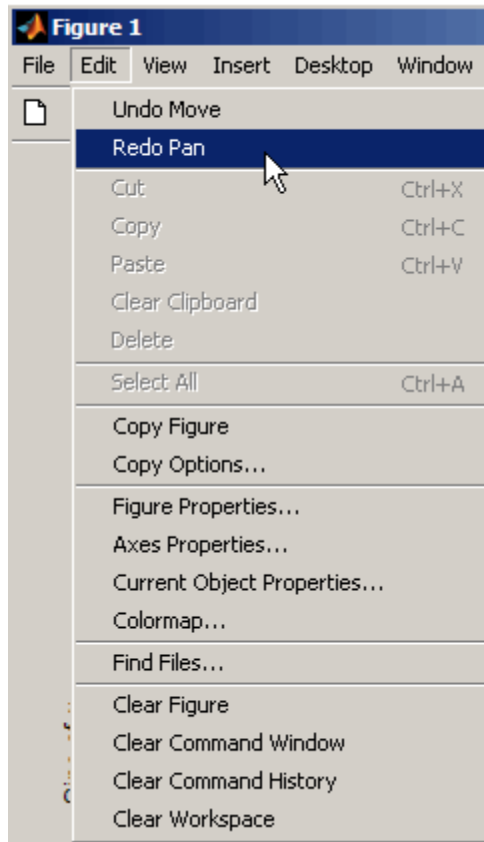 Figure 1
File Edit View Insert Desktop Window
Undo Move
Redo Pan
Cut Ctrl+X
Copy Ctrl+C
Paste Ctrl+V
Clear Clipboard
Delete
Select All Ctrl+A
Copy Figure
Copy Options...
Figure Properties...
Axes Properties...
Current Object Properties...
Colormap...
Find Files...
Clear Figure
Clear Command Window
Clear Command History
Clear Workspace